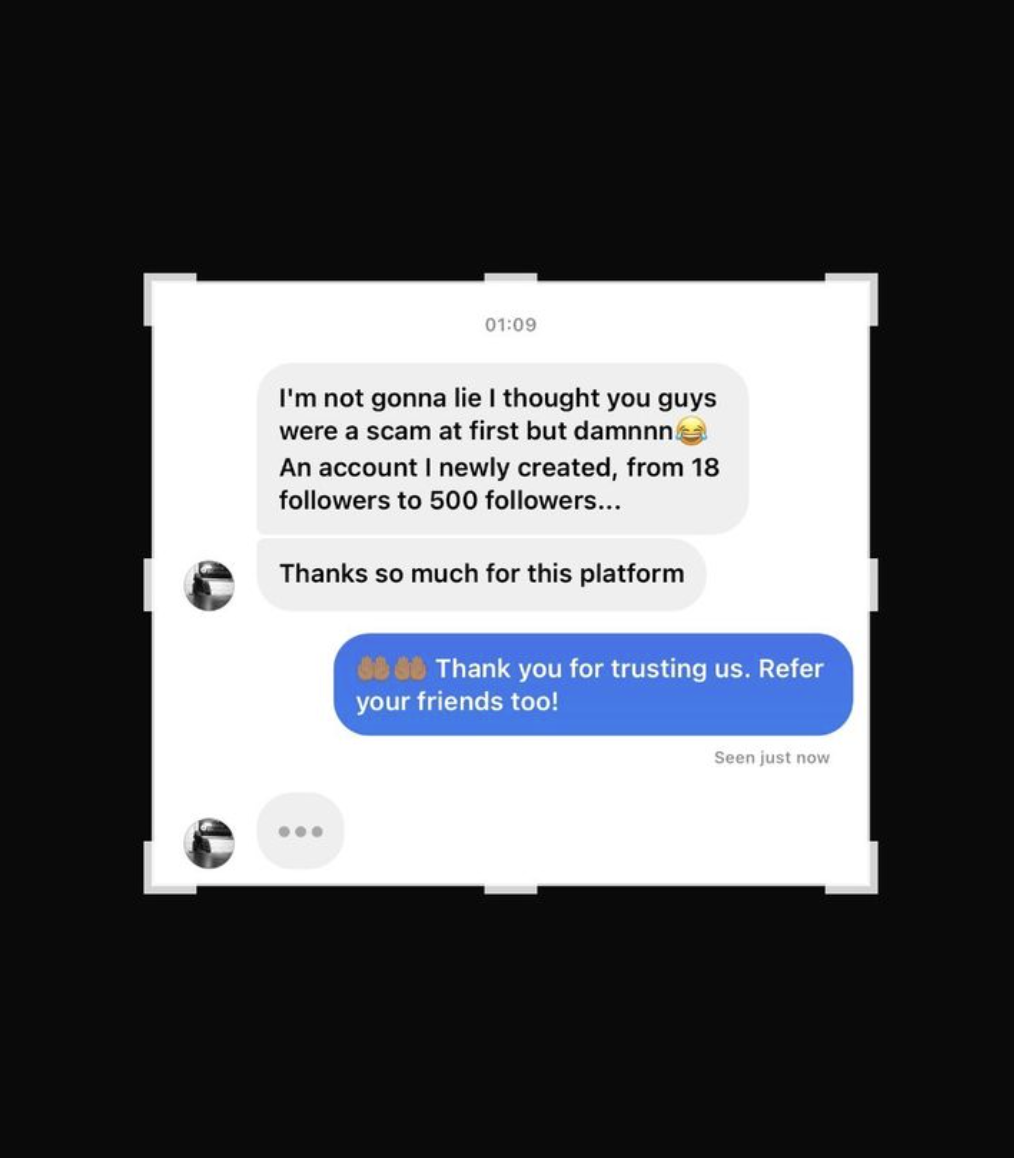 01:09
I'm not gonna lie I thought you guys
were a scam at first but damnnn😂
An account I newly created, from 18
followers to 500 followers...
Thanks so much for this platform
🤲🏽🤲🏽 Thank you for trusting us. Refer
your friends too!
Seen just now